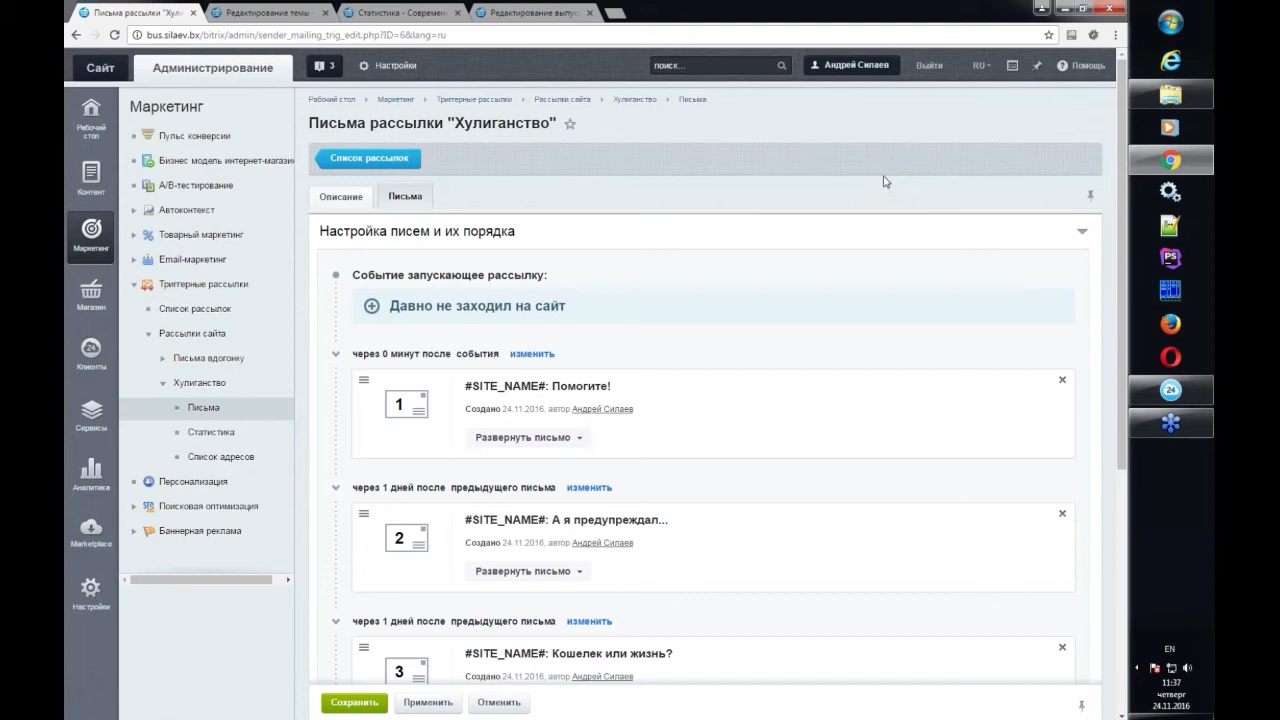 Письма рассылки "Хули
Редактирование темы
Статистика - Современ
Редактирование выпус
bus.silaev.bx/bitrix/admin/sender_mailing_trig_edit.php?ID=6&lang=ru
Сайт
Администрирование
3
Настройки
поиск...
Андрей Силаев
Выйти
RU
Помощь
Рабочий стол
Контент
Маркетинг
Магазин
24
Клиенты
Сервисы
Аналитика
Marketplace
Настройки
Маркетинг
Пульс конверсии
Бизнес модель интернет-магазин
A/B-тестирование
Автоконтекст
Товарный маркетинг
Email-маркетинг
Триггерные рассылки
Список рассылок
Рассылки сайта
Письма вдогонку
Хулиганство
Письма
Статистика
Список адресов
Персонализация
Поисковая оптимизация
Баннерная реклама
Рабочий стол
Маркетинг
Триггерные рассылки
Рассылки сайта
Хулиганство
Письма
Письма рассылки "Хулиганство"
Список рассылок
Описание
Письма
Настройка писем и их порядка
Событие запускающее рассылку:
Давно не заходил на сайт
через 0 минут после события изменить
1
#SITE_NAME#: Помогите!
Создано 24.11.2016, автор Андрей Силаев
Развернуть письмо
через 1 дней после предыдущего письма изменить
2
#SITE_NAME#: А я предупреждал...
Создано 24.11.2016, автор Андрей Силаев
Развернуть письмо
через 1 дней после предыдущего письма изменить
3
#SITE_NAME#: Кошелек или жизнь?
Создано 24.11.2016, автор Андрей Силаев
Сохранить
Применить
Отменить
PS
24
EN
11:37
четверг
24.11.2016